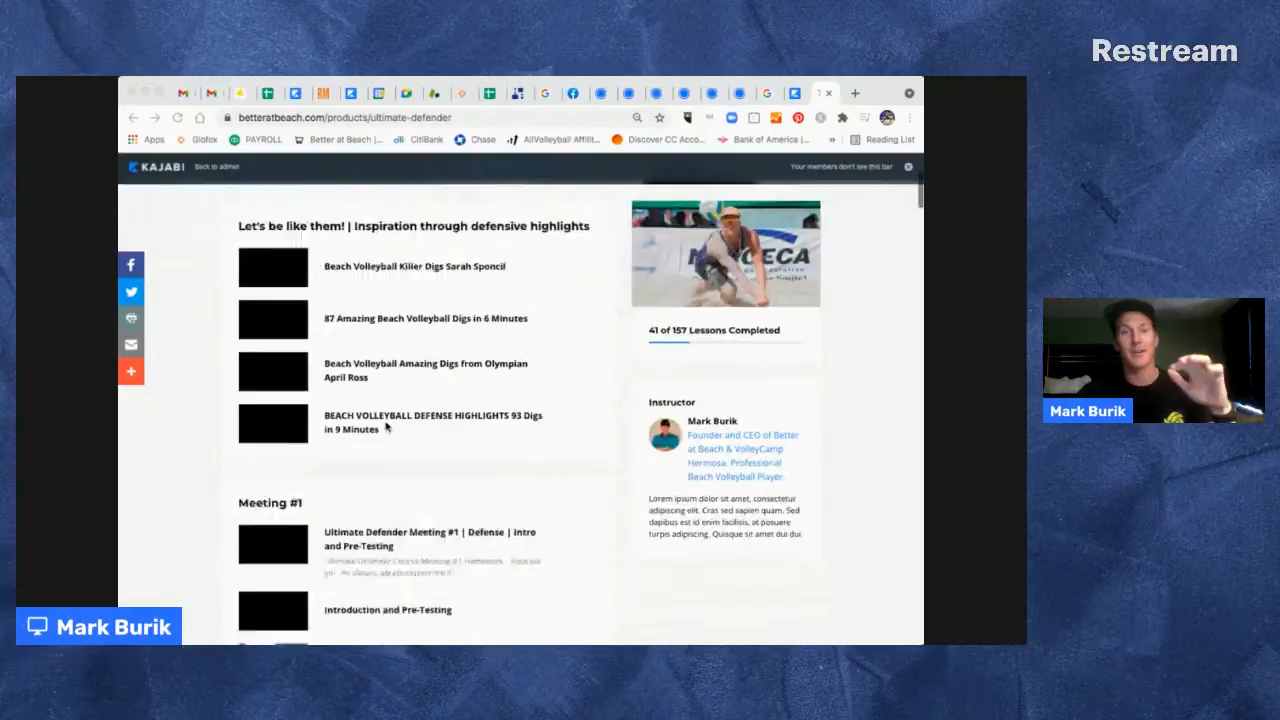 Restream
betteratbeach.com/products/ultimate-defender
Apps
Glofox
PAYROLL
Better at Beach |...
CitiBank
Chase
AllVolleyball Affilit...
Discover CC Acco...
Bank of America |...
»
Reading List
KAJABI
Back to admin
Your members don't see this bar
Let's be like them! | Inspiration through defensive highlights
Beach Volleyball Killer Digs Sarah Sponcil
87 Amazing Beach Volleyball Digs in 6 Minutes
Beach Volleyball Amazing Digs from Olympian
April Ross
BEACH VOLLEYBALL DEFENSE HIGHLIGHTS 93 Digs
in 9 Minutes
41 of 157 Lessons Completed
Instructor
Mark Burik
Founder and CEO of Better
at Beach & VolleyCamp
Hermosa. Professional
Beach Volleyball Player.
Lorem ipsum dolor sit amet, consectetur
adipiscing elit. Cras sed sapien quam. Sed
dapibus est id enim facilisis, at posuere
turpis adipiscing. Quisque sit amet dui dui.
Meeting #1
Ultimate Defender Meeting #1 | Defense | Intro
and Pre-Testing
Ultimate Defender Course Meeting #1 Homework
Introduction and Pre-Testing
Mark Burik
Mark Burik